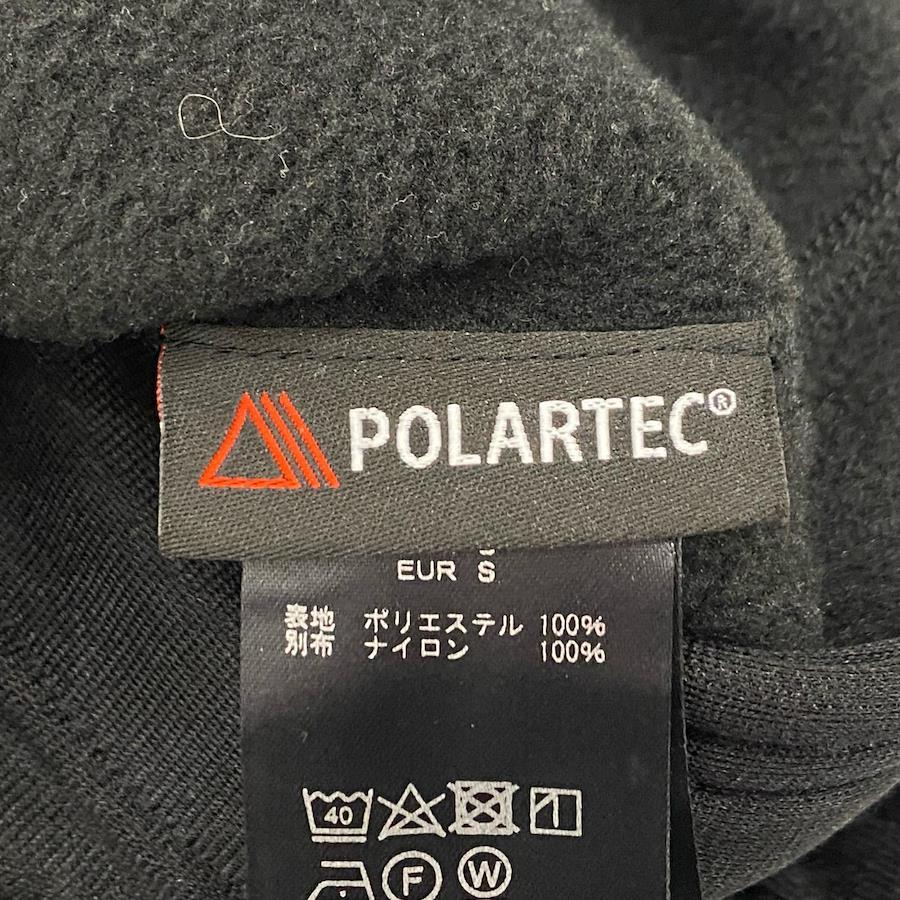 POLARTEC®
EUR S
表地 ポリエステル 100%
別布 ナイロン 100%
40
F W